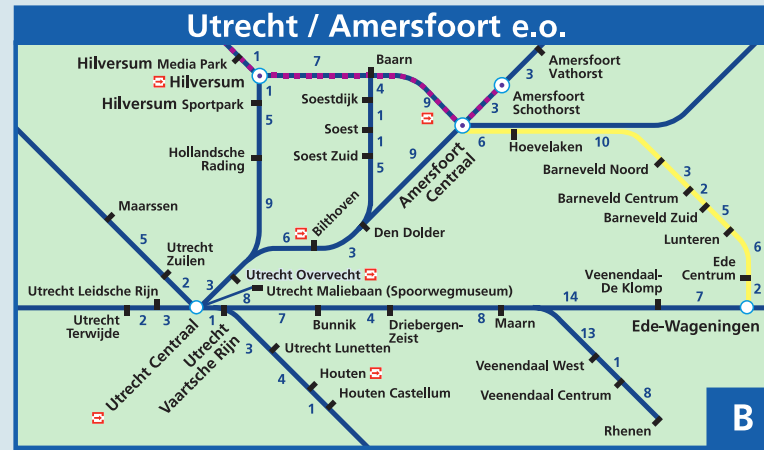 Utrecht / Amersfoort e.o.
Hilversum Media Park
1
7
Baarn
Amersfoort
Vathorst
Hilversum
1
4
9
3
Amersfoort
Schothorst
3
Hilversum Sportpark
5
Soestdijk
1
Soest
1
Soest Zuid
5
9
Amersfoort
Centraal
6
Hoevelaken
10
Hollandsche
Rading
Barneveld Noord
3
Barneveld Centrum
2
Barneveld Zuid
5
Lunteren
6
Maarssen
9
6
Bilthoven
3
Den Dolder
5
Utrecht
Zuilen
2
3
Utrecht Overvecht
8
Utrecht Maliebaan (Spoorwegmuseum)
Ede
Centrum
2
Utrecht Leidsche Rijn
Utrecht
Terwijde
2
3
Utrecht Centraal
1
Utrecht
Vaartsche Rijn
7
Bunnik
4
Driebergen-
Zeist
8
Maarn
14
Veenendaal-
De Klomp
7
Ede-Wageningen
3
Utrecht Lunetten
4
Houten
1
Houten Castellum
13
Veenendaal West
1
Veenendaal Centrum
8
Rhenen
B